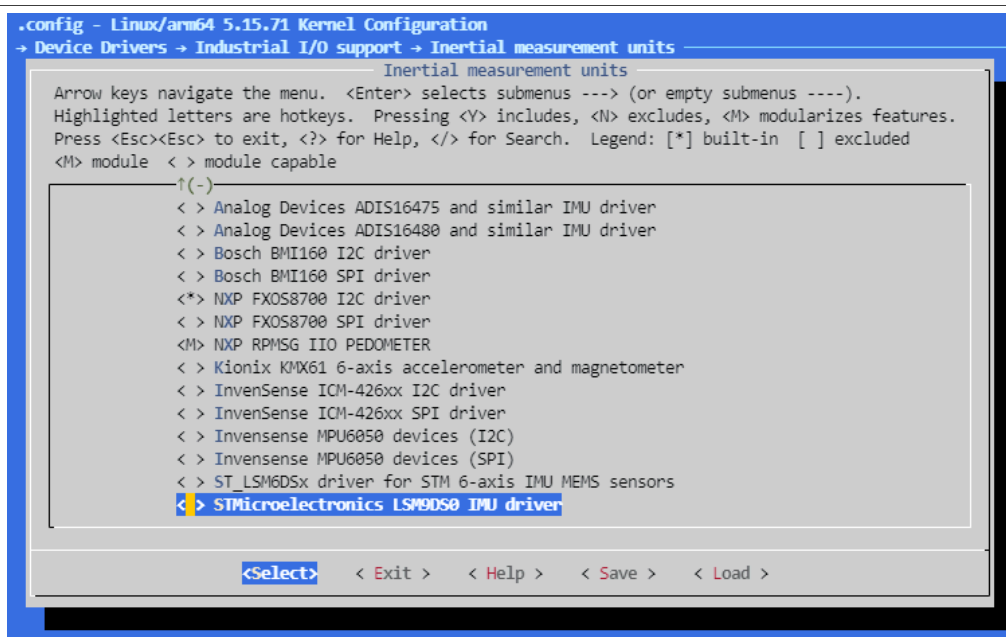 .config - Linux/arm64 5.15.71 Kernel Configuration
→ Device Drivers → Industrial I/O support → Inertial measurement units
Inertial measurement units
Arrow keys navigate the menu.  <Enter> selects submenus ---> (or empty submenus ----).
Highlighted letters are hotkeys.  Pressing <Y> includes, <N> excludes, <M> modularizes features.
Press <Esc><Esc> to exit, <?> for Help, </> for Search.  Legend: [*] built-in  [ ] excluded
<M> module  < > module capable
↑(-)
< > Analog Devices ADIS16475 and similar IMU driver
< > Analog Devices ADIS16480 and similar IMU driver
< > Bosch BMI160 I2C driver
< > Bosch BMI160 SPI driver
<*> NXP FXOS8700 I2C driver
< > NXP FXOS8700 SPI driver
<M> NXP RPMSG IIO PEDOMETER
< > Kionix KMX61 6-axis accelerometer and magnetometer
< > InvenSense ICM-426xx I2C driver
< > InvenSense ICM-426xx SPI driver
< > Invensense MPU6050 devices (I2C)
< > Invensense MPU6050 devices (SPI)
< > ST_LSM6DSx driver for STM 6-axis IMU MEMS sensors
< > STMicroelectronics LSM9DS0 IMU driver
<Select>    < Exit >    < Help >    < Save >    < Load >